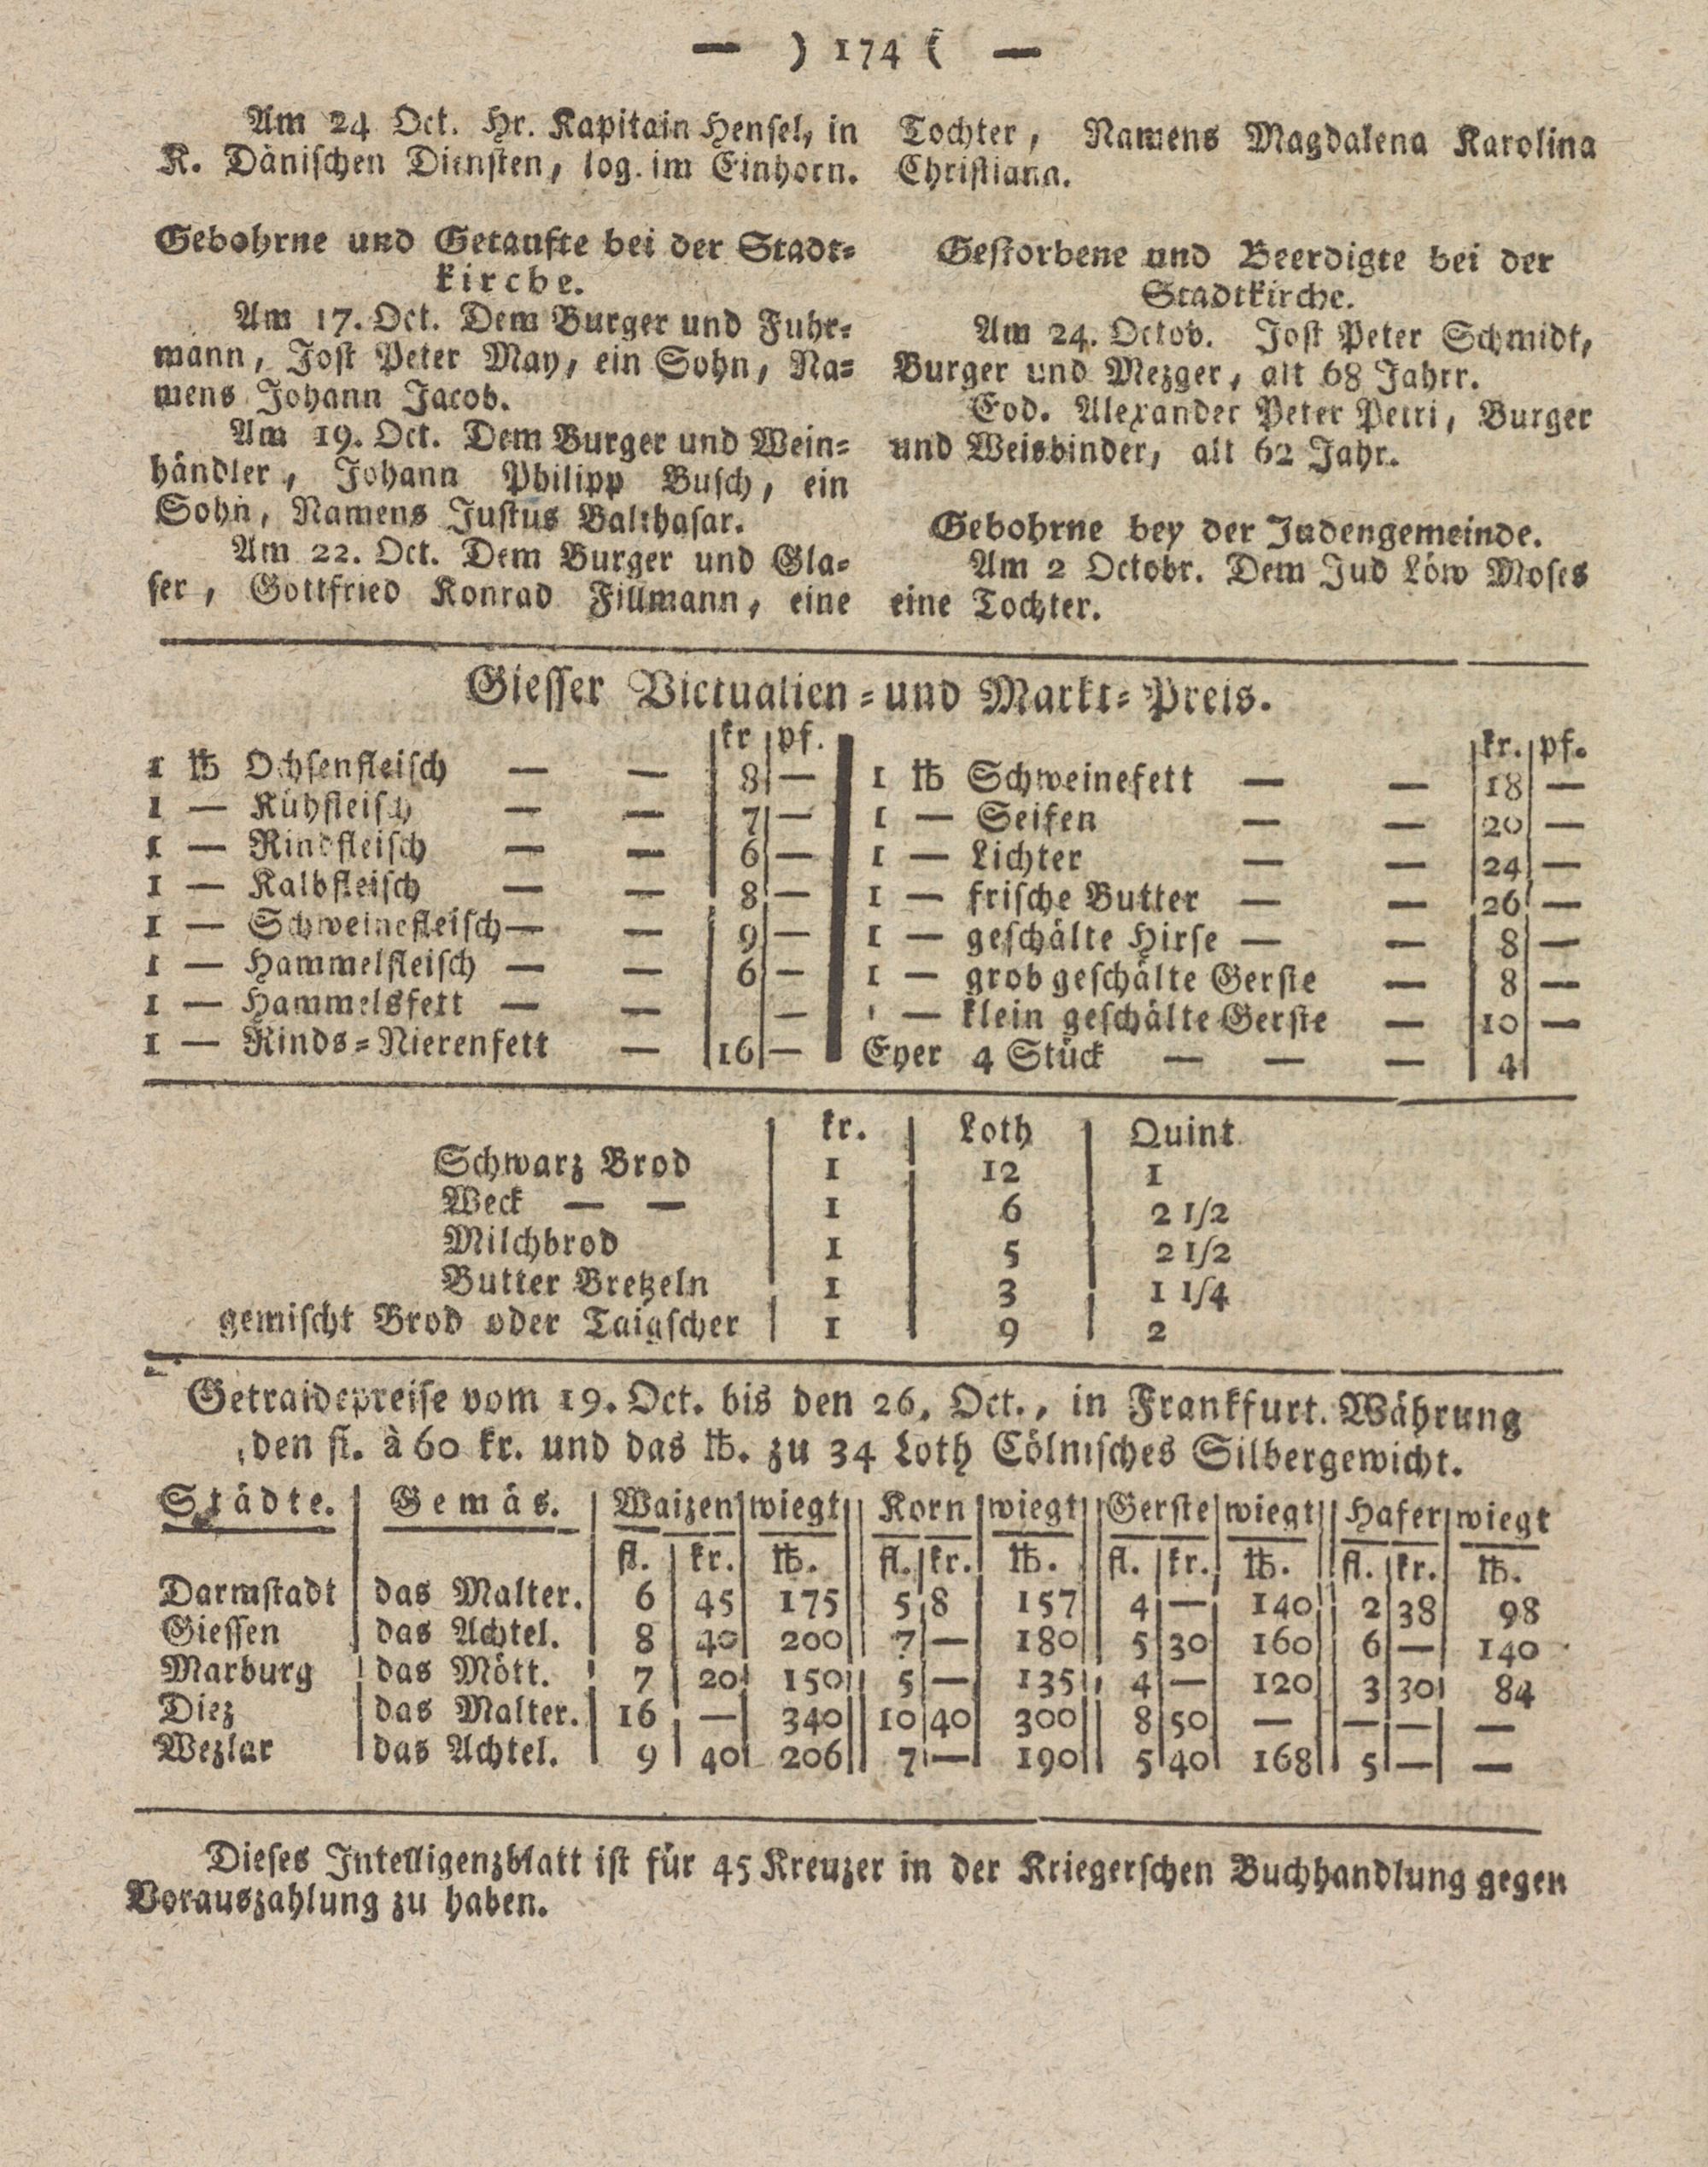 — ) 174 ( —
Am 24 Oct. Hr. Kapitain Hensel, in
K. Dänischen Diensten, log. im Einhorn.
Gebohrne und Getaufte bei der Stadt-
kirche.
Am 17. Oct. Dem Burger und Fuhr-
mann, Jost Peter May, ein Sohn, Na-
mens Johann Jacob.
Am 19. Oct. Dem Burger und Wein-
händler, Johann Philipp Busch, ein
Sohn, Namens Justus Balthasar.
Am 22. Oct. Dem Burger und Gla-
ser, Gottfried Konrad Fillmann, eine
Tochter, Namens Magdalena Karolina
Christiana.
Gestorbene und Beerdigte bei der
Stadtkirche.
Am 24. Octob. Jost Peter Schmidt,
Burger und Mezger, alt 68 Jahrr.
Eod. Alexander Peter Petri, Burger
und Weisbinder, alt 62 Jahr.
Gebohrne bey der Judengemeinde.
Am 2 Octobr. Dem Jud Löw Moses
eine Tochter.
Giesser Victualien- und Markt-Preis.
kr pf.
1 ℔ Ochsenfleisch — — 8 —
1 — Kühfleisch — — 7 —
1 — Rindfleisch — — 6 —
1 — Kalbfleisch — — 8 —
1 — Schweinefleisch — — 9 —
1 — Hammelfleisch — — 6 —
1 — Hammelsfett — — —
1 — Rinds-Nierenfett — 16 —
kr. pf.
1 ℔ Schweinefett — — 18 —
1 — Seifen — — 20 —
1 — Lichter — — 24 —
1 — frische Butter — — 26 —
1 — geschälte Hirse — — 8 —
1 — grob geschälte Gerste — 8 —
1 — klein geschälte Gerste — 10 —
Eyer 4 Stück — — — 4
kr. Loth Quint
Schwarz Brod 1 12 1
Weck — — 1 6 2 1/2
Milchbrod 1 5 2 1/2
Butter Bretzeln 1 3 1 1/4
gemischt Brod oder Taigscher 1 9 2
Getraidepreise vom 19. Oct. bis den 26. Oct., in Frankfurt. Währung
den fl. à 60 kr. und das ℔. zu 34 Loth Cölnisches Silbergewicht.
Städte. Gemäs. Waizen wiegt Korn wiegt Gerste wiegt Hafer wiegt
fl. kr. ℔. fl. kr. ℔. fl. kr. ℔. fl. kr. ℔.
Darmstadt das Malter. 6 45 175 5 8 157 4 — 140 2 38 98
Giessen das Achtel. 8 40 200 7 — 180 5 30 160 6 — 140
Marburg das Mött. 7 20 150 5 — 135 4 — 120 3 30 84
Diez das Malter. 16 — 340 10 40 300 8 50 — — — —
Wezlar das Achtel. 9 40 206 7 — 190 5 40 168 5 — —
Dieses Intelligenzblatt ist für 45 Kreuzer in der Kriegerschen Buchhandlung gegen
Vorauszahlung zu haben.